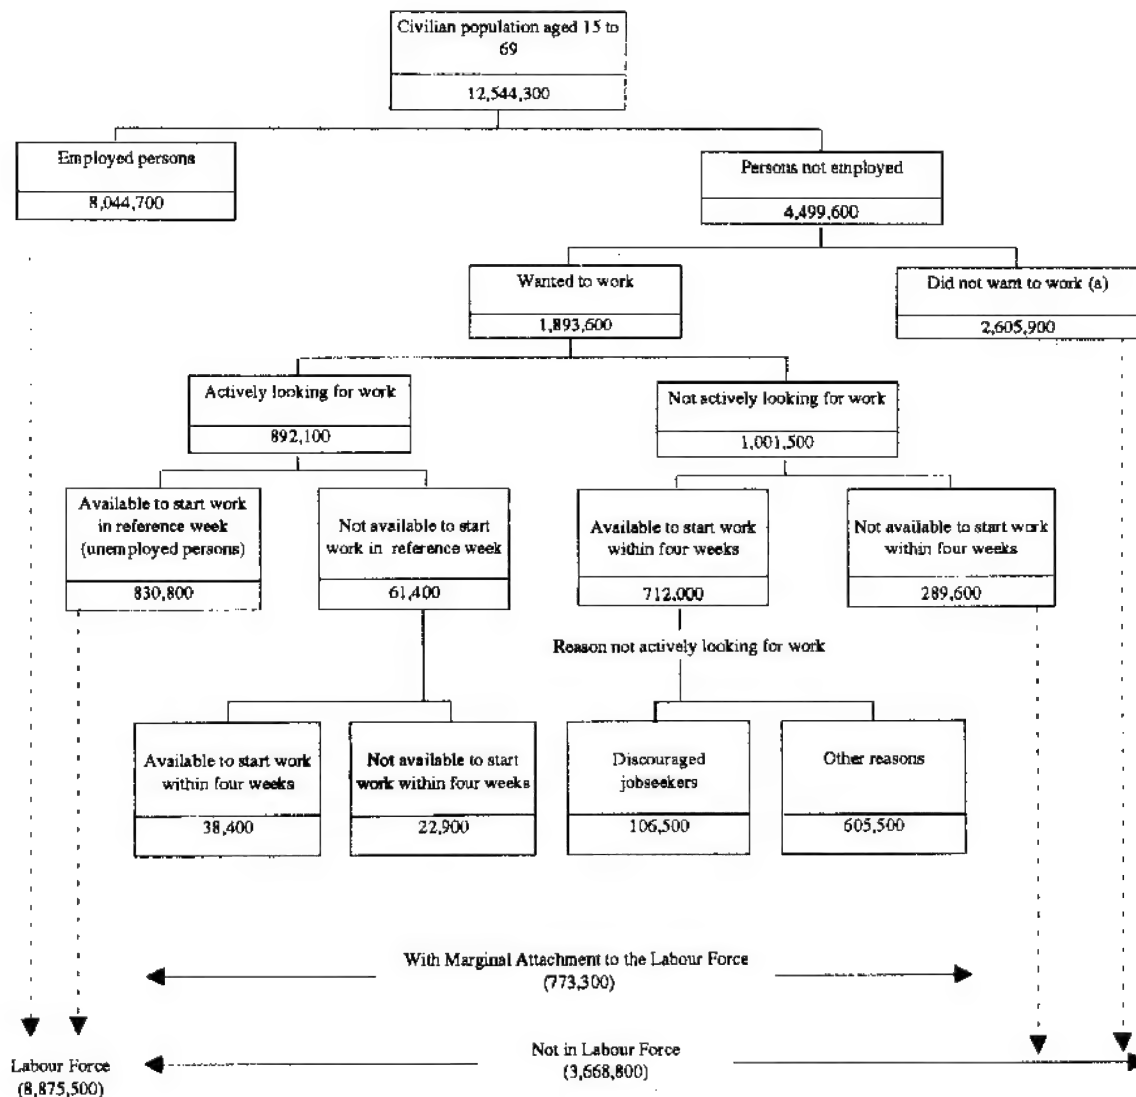 Civilian population aged 15 to
69
12,544,300
Employed persons
8,044,700
Persons not employed
4,499,600
Wanted to work
1,893,600
Did not want to work (a)
2,605,900
Actively looking for work
892,100
Not actively looking for work
1,001,500
Available to start work
in reference week
(unemployed persons)
830,800
Not available to start
work in reference week
61,400
Available to start work
within four weeks
712,000
Not available to start work
within four weeks
289,600
Reason not actively looking for work
Available to start work
within four weeks
38,400
Not available to start
work within four weeks
22,900
Discouraged
jobseekers
106,500
Other reasons
605,500
With Marginal Attachment to the Labour Force
(773,300)
Labour Force
(8,875,500)
Not in Labour Force
(3,668,800)